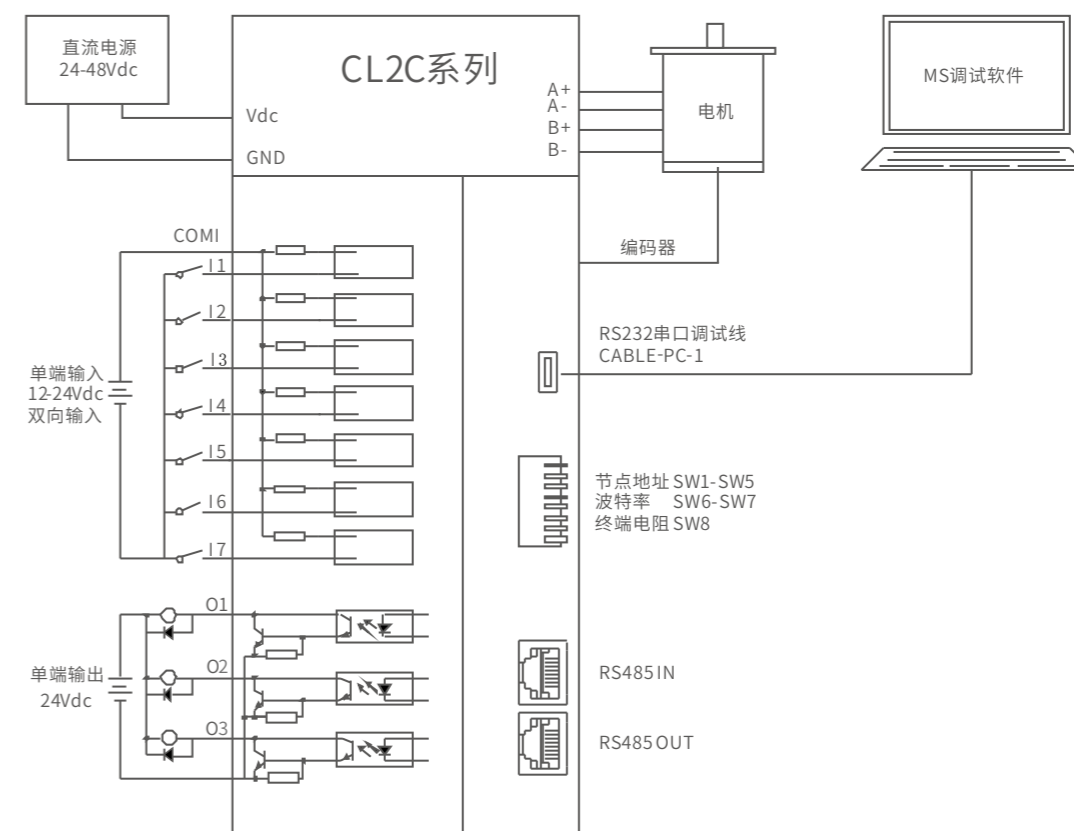 直流电源
24-48Vdc
CL2C系列
Vdc
GND
A+
A-
B+
B-
电机
MS调试软件
编码器
COMI
I1
I2
I3
I4
I5
I6
I7
单端输入
12-24Vdc
双向输入
RS232串口调试线
CABLE-PC-1
节点地址 SW1-SW5
波特率 SW6-SW7
终端电阻 SW8
O1
O2
O3
单端输出
24Vdc
RS485 IN
RS485 OUT